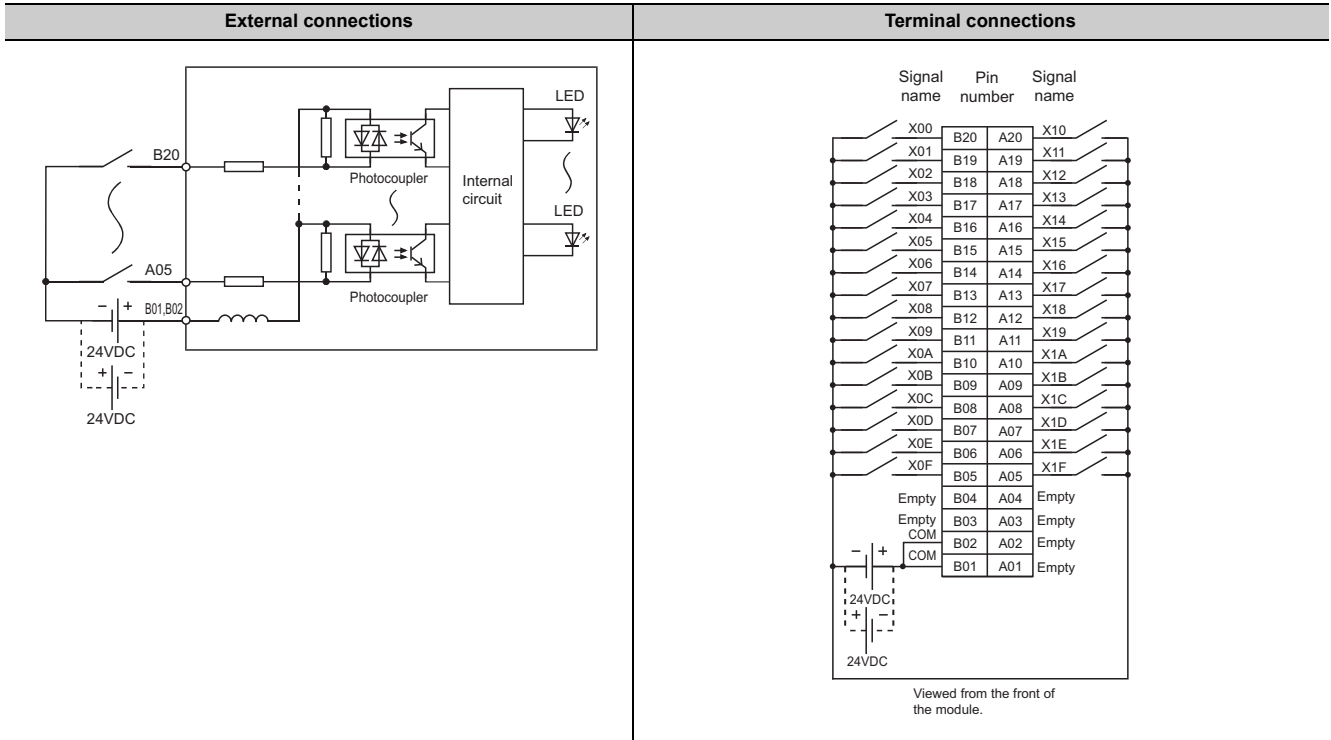 External connections
Terminal connections
LED
B20
Photocoupler
Internal
circuit
LED
A05
Photocoupler
– + B01,B02
24VDC
+ –
24VDC
Signal name Pin number Signal name
X00 B20 A20 X10
X01 B19 A19 X11
X02 B18 A18 X12
X03 B17 A17 X13
X04 B16 A16 X14
X05 B15 A15 X15
X06 B14 A14 X16
X07 B13 A13 X17
X08 B12 A12 X18
X09 B11 A11 X19
X0A B10 A10 X1A
X0B B09 A09 X1B
X0C B08 A08 X1C
X0D B07 A07 X1D
X0E B06 A06 X1E
X0F B05 A05 X1F
Empty B04 A04 Empty
Empty B03 A03 Empty
COM B02 A02 Empty
– + COM B01 A01 Empty
24VDC
+ –
24VDC
Viewed from the front of
the module.